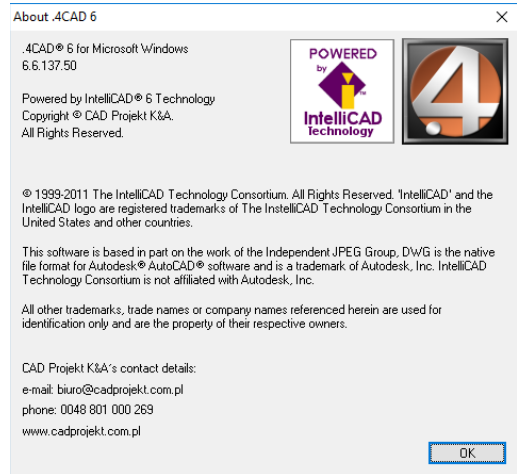 About .4CAD 6
.4CAD® 6 for Microsoft Windows
6.6.137.50
Powered by IntelliCAD® 6 Technology
Copyright © CAD Projekt K&A.
All Rights Reserved.
POWERED
by
IntelliCAD
Technology
.4
© 1999-2011 The IntelliCAD Technology Consortium. All Rights Reserved. 'IntelliCAD' and the
IntelliCAD logo are registered trademarks of The InstelliCAD Technology Consortium in the
United States and other countries.
This software is based in part on the work of the Independent JPEG Group, DWG is the native
file format for Autodesk® AutoCAD® software and is a trademark of Autodesk, Inc. IntelliCAD
Technology Consortium is not affiliated with Autodesk, Inc.
All other trademarks, trade names or company names referenced herein are used for
identification only and are the property of their respective owners.
CAD Projekt K&A´s contact details:
e-mail: biuro@cadprojekt.com.pl
phone: 0048 801 000 269
www.cadprojekt.com.pl
OK